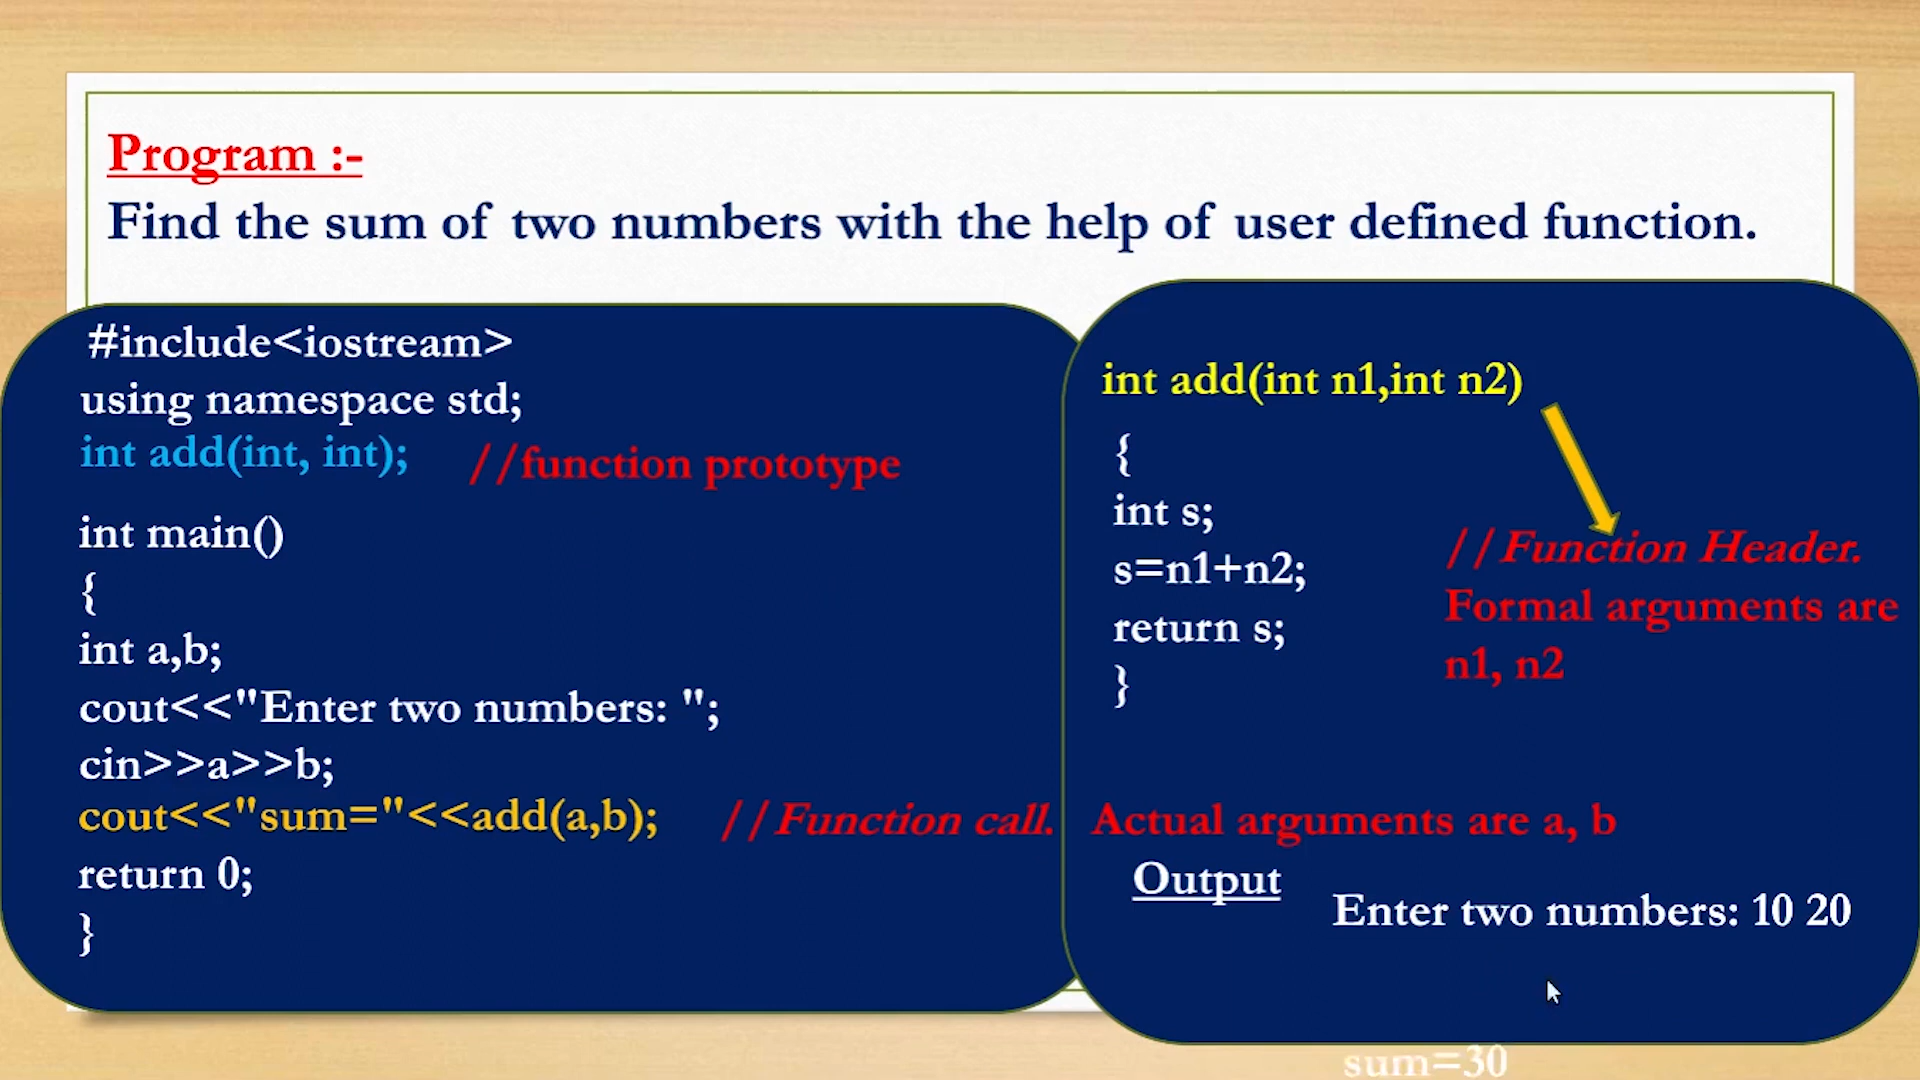 Program :-
Find the sum of two numbers with the help of user defined function.
#include<iostream>
using namespace std;
int add(int, int); //function prototype
int main()
{
int a,b;
cout<<"Enter two numbers: ";
cin>>a>>b;
cout<<"sum="<<add(a,b); //Function call. Actual arguments are a, b
return 0;
}
int add(int n1,int n2)
{
int s;
s=n1+n2;
return s;
}
//Function Header.
Formal arguments are
n1, n2
Output
Enter two numbers: 10 20
sum=30